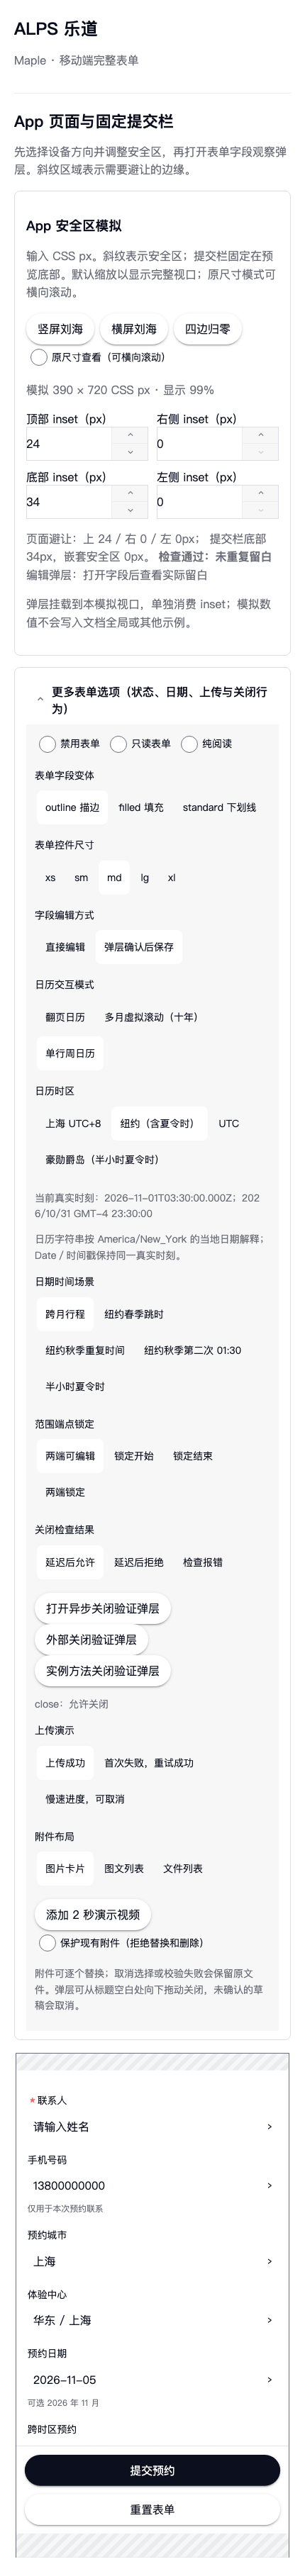 ALPS 乐道
Maple · 移动端完整表单
App 页面与固定提交栏
先选择设备方向并调整安全区，再打开表单字段观察弹
层。斜纹区域表示需要避让的边缘。
App 安全区模拟
输入 CSS px。斜纹表示安全区；提交栏固定在预
览底部。默认缩放以显示完整视口；原尺寸模式可
横向滚动。
竖屏刘海 横屏刘海 四边归零
原尺寸查看（可横向滚动）
模拟 390 × 720 CSS px · 显示 99%
顶部 inset（px） 右侧 inset（px）
24 0
底部 inset（px） 左侧 inset（px）
34 0
页面避让：上 24 / 右 0 / 左 0px； 提交栏底部
34px，嵌套安全区 0px。 检查通过：未重复留白
编辑弹层：打开字段后查看实际留白
弹层挂载到本模拟视口，单独消费 inset；模拟数
值不会写入文档全局或其他示例。
更多表单选项（状态、日期、上传与关闭行
为）
禁用表单 只读表单 纯阅读
表单字段变体
outline 描边 filled 填充 standard 下划线
表单控件尺寸
xs sm md lg xl
字段编辑方式
直接编辑 弹层确认后保存
日历交互模式
翻页日历 多月虚拟滚动（十年）
单行周日历
日历时区
上海 UTC+8 纽约（含夏令时） UTC
豪勋爵岛（半小时夏令时）
当前真实时刻：2026-11-01T03:30:00.000Z；202
6/10/31 GMT-4 23:30:00
日历字符串按 America/New_York 的当地日期解释；
Date / 时间戳保持同一真实时刻。
日期时间场景
跨月行程 纽约春季跳时
纽约秋季重复时间 纽约秋季第二次 01:30
半小时夏令时
范围端点锁定
两端可编辑 锁定开始 锁定结束
两端锁定
关闭检查结果
延迟后允许 延迟后拒绝 检查报错
打开异步关闭验证弹层
外部关闭验证弹层
实例方法关闭验证弹层
close：允许关闭
上传演示
上传成功 首次失败，重试成功
慢速进度，可取消
附件布局
图片卡片 图文列表 文件列表
添加 2 秒演示视频
保护现有附件（拒绝替换和删除）
附件可逐个替换；取消选择或校验失败会保留原文
件。弹层可从标题空白处向下拖动关闭，未确认的草
稿会取消。
* 联系人
请输入姓名
手机号码
13800000000
仅用于本次预约联系
预约城市
上海
体验中心
华东 / 上海
预约日期
2026-11-05
可选 2026 年 11 月
跨时区预约
提交预约
重置表单